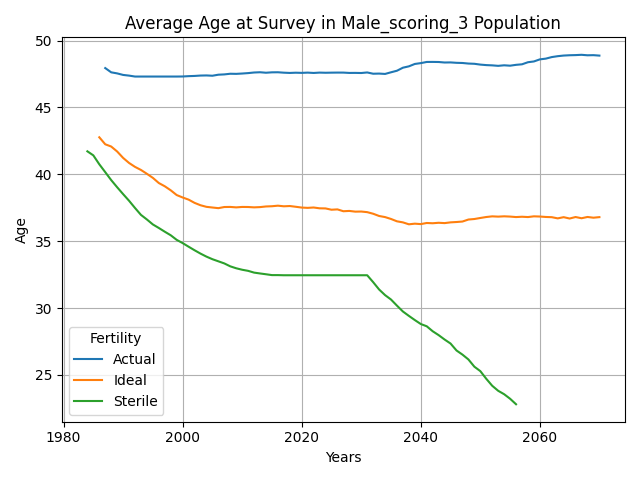 Average Age at Survey in Male_scoring_3 Population
50
45
40
35
30
25
Age
Fertility
Actual
Ideal
Sterile
1980
2000
2020
2040
2060
Years